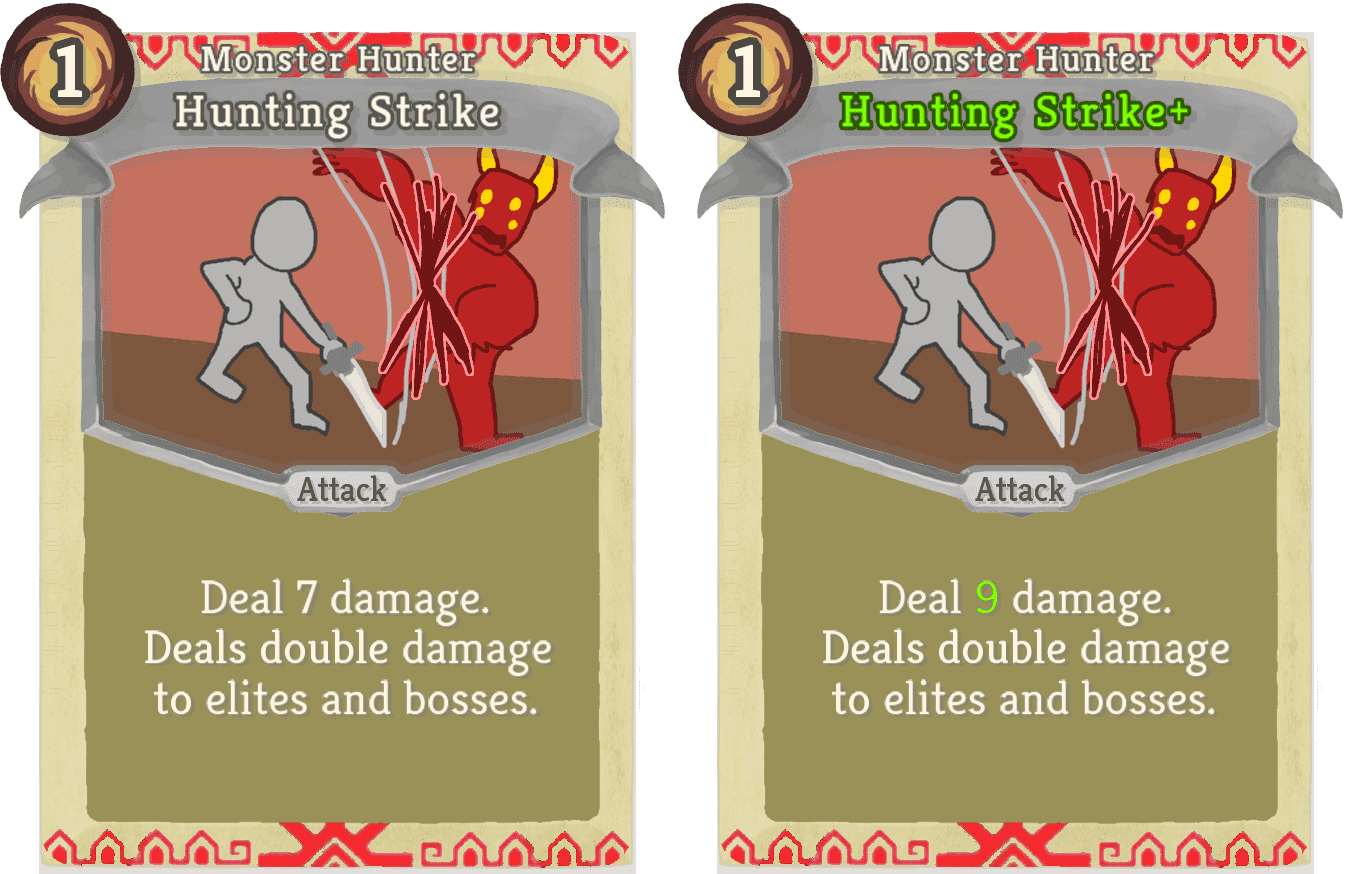 1
Monster Hunter
Hunting Strike
Attack
Deal 7 damage.
Deals double damage
to elites and bosses.
1
Monster Hunter
Hunting Strike+
Attack
Deal 9 damage.
Deals double damage
to elites and bosses.